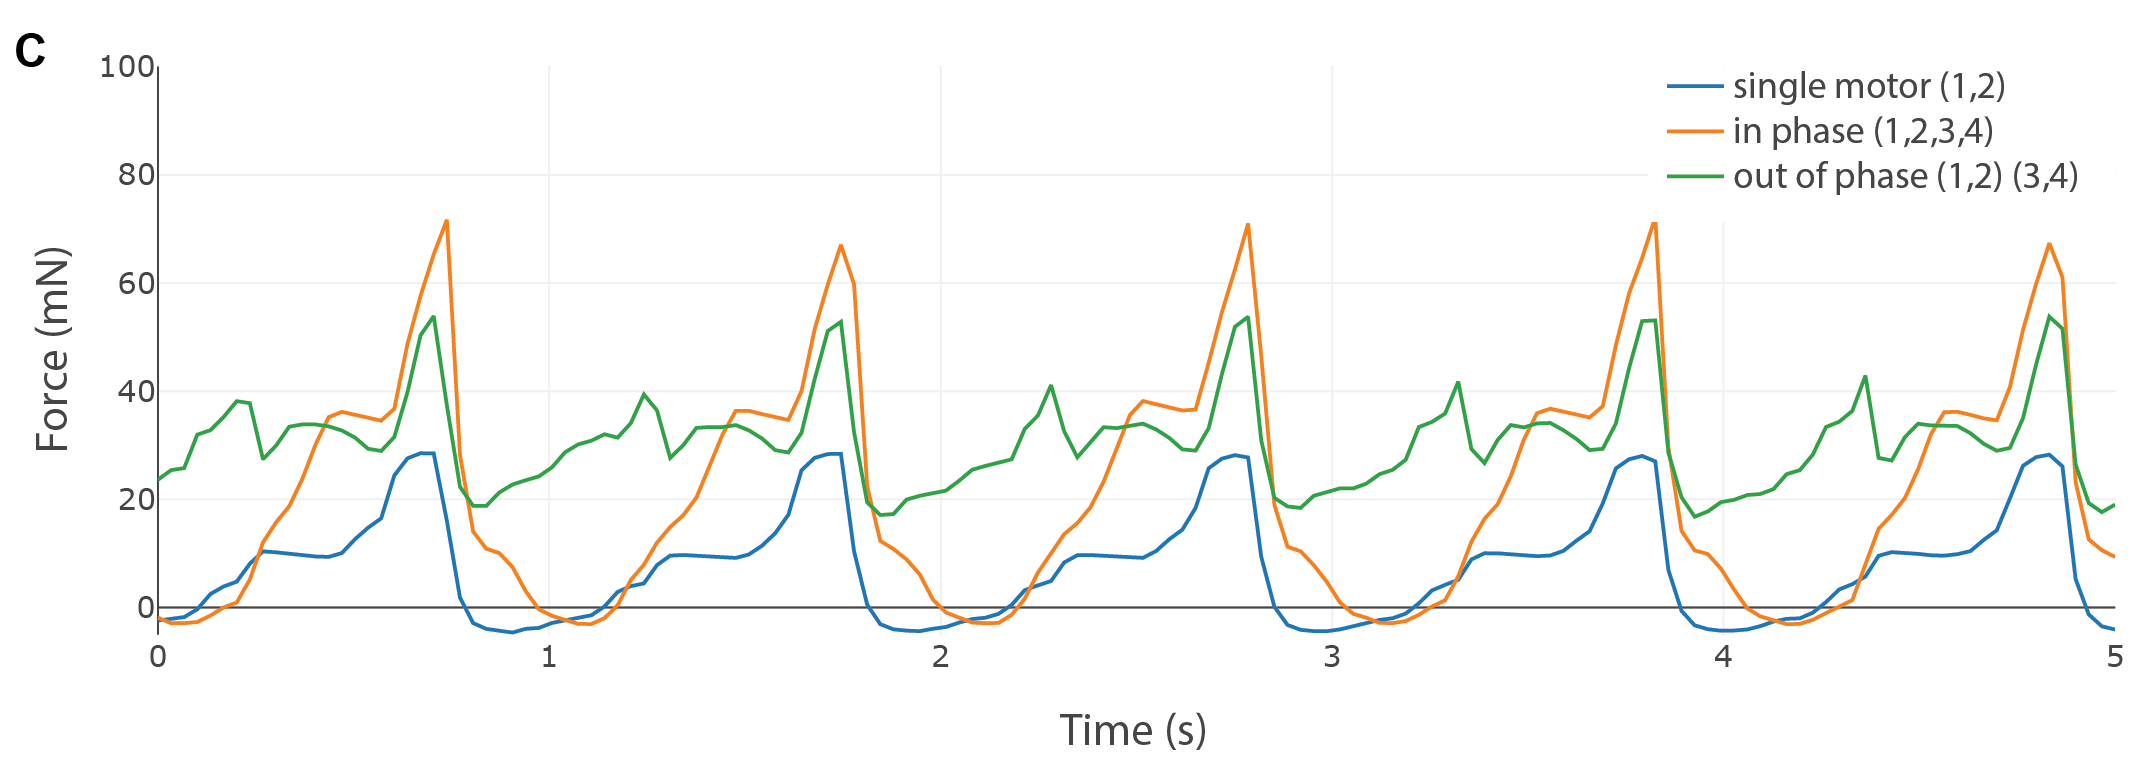 C
100
80
60
40
20
0
Force (mN)
single motor (1,2)
in phase (1,2,3,4)
out of phase (1,2) (3,4)
0 1 2 3 4 5
Time (s)